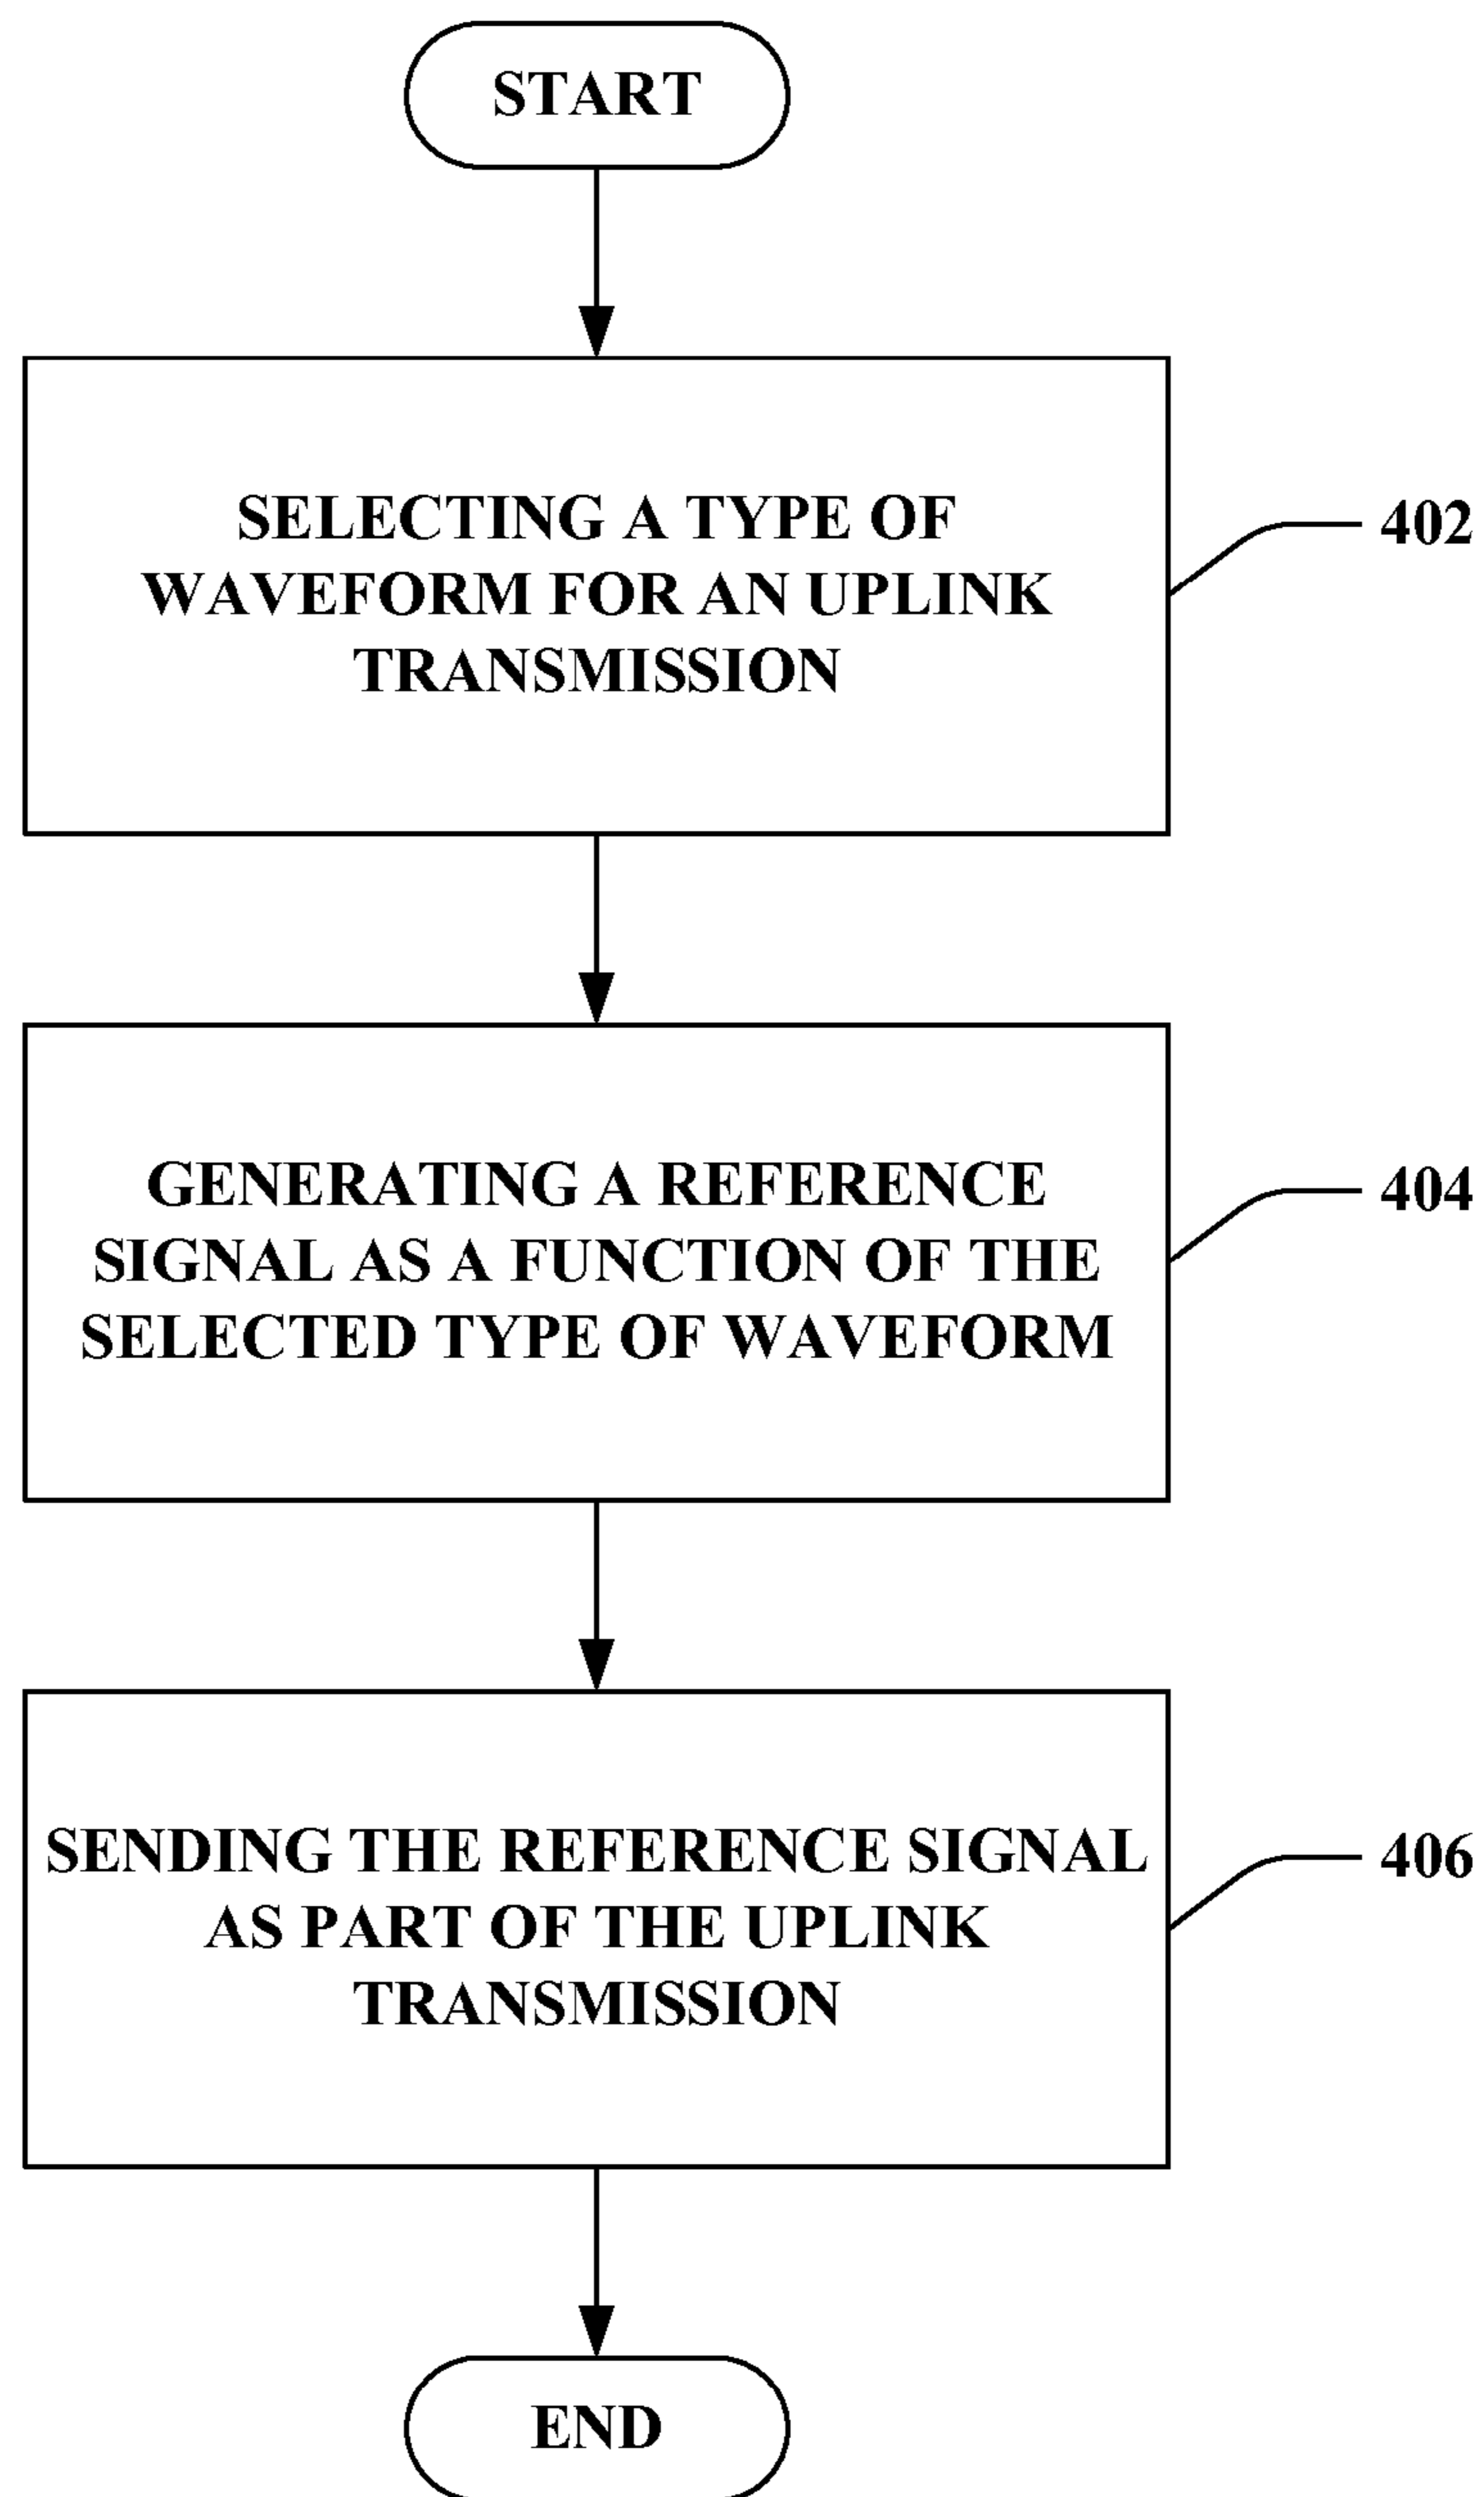 START
SELECTING A TYPE OF
WAVEFORM FOR AN UPLINK
TRANSMISSION
402
GENERATING A REFERENCE
SIGNAL AS A FUNCTION OF THE
SELECTED TYPE OF WAVEFORM
404
SENDING THE REFERENCE SIGNAL
AS PART OF THE UPLINK
TRANSMISSION
406
END